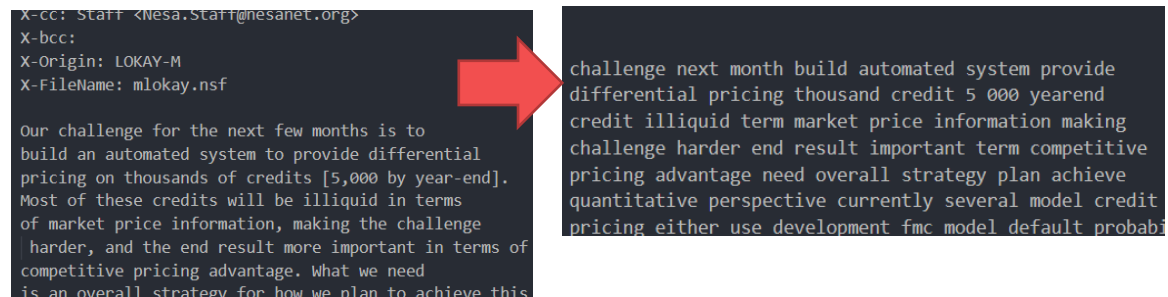 X-cc: Staff <Nesa.Staff@nesanet.org>
X-bcc:
X-Origin: LOKAY-M
X-FileName: mlokay.nsf
Our challenge for the next few months is to
build an automated system to provide differential
pricing on thousands of credits [5,000 by year-end].
Most of these credits will be illiquid in terms
of market price information, making the challenge
harder, and the end result more important in terms of
competitive pricing advantage. What we need
is an overall strategy for how we plan to achieve this
challenge next month build automated system provide
differential pricing thousand credit 5 000 yearend
credit illiquid term market price information making
challenge harder end result important term competitive
pricing advantage need overall strategy plan achieve
quantitative perspective currently several model credit
pricing either use development fmc model default probabi